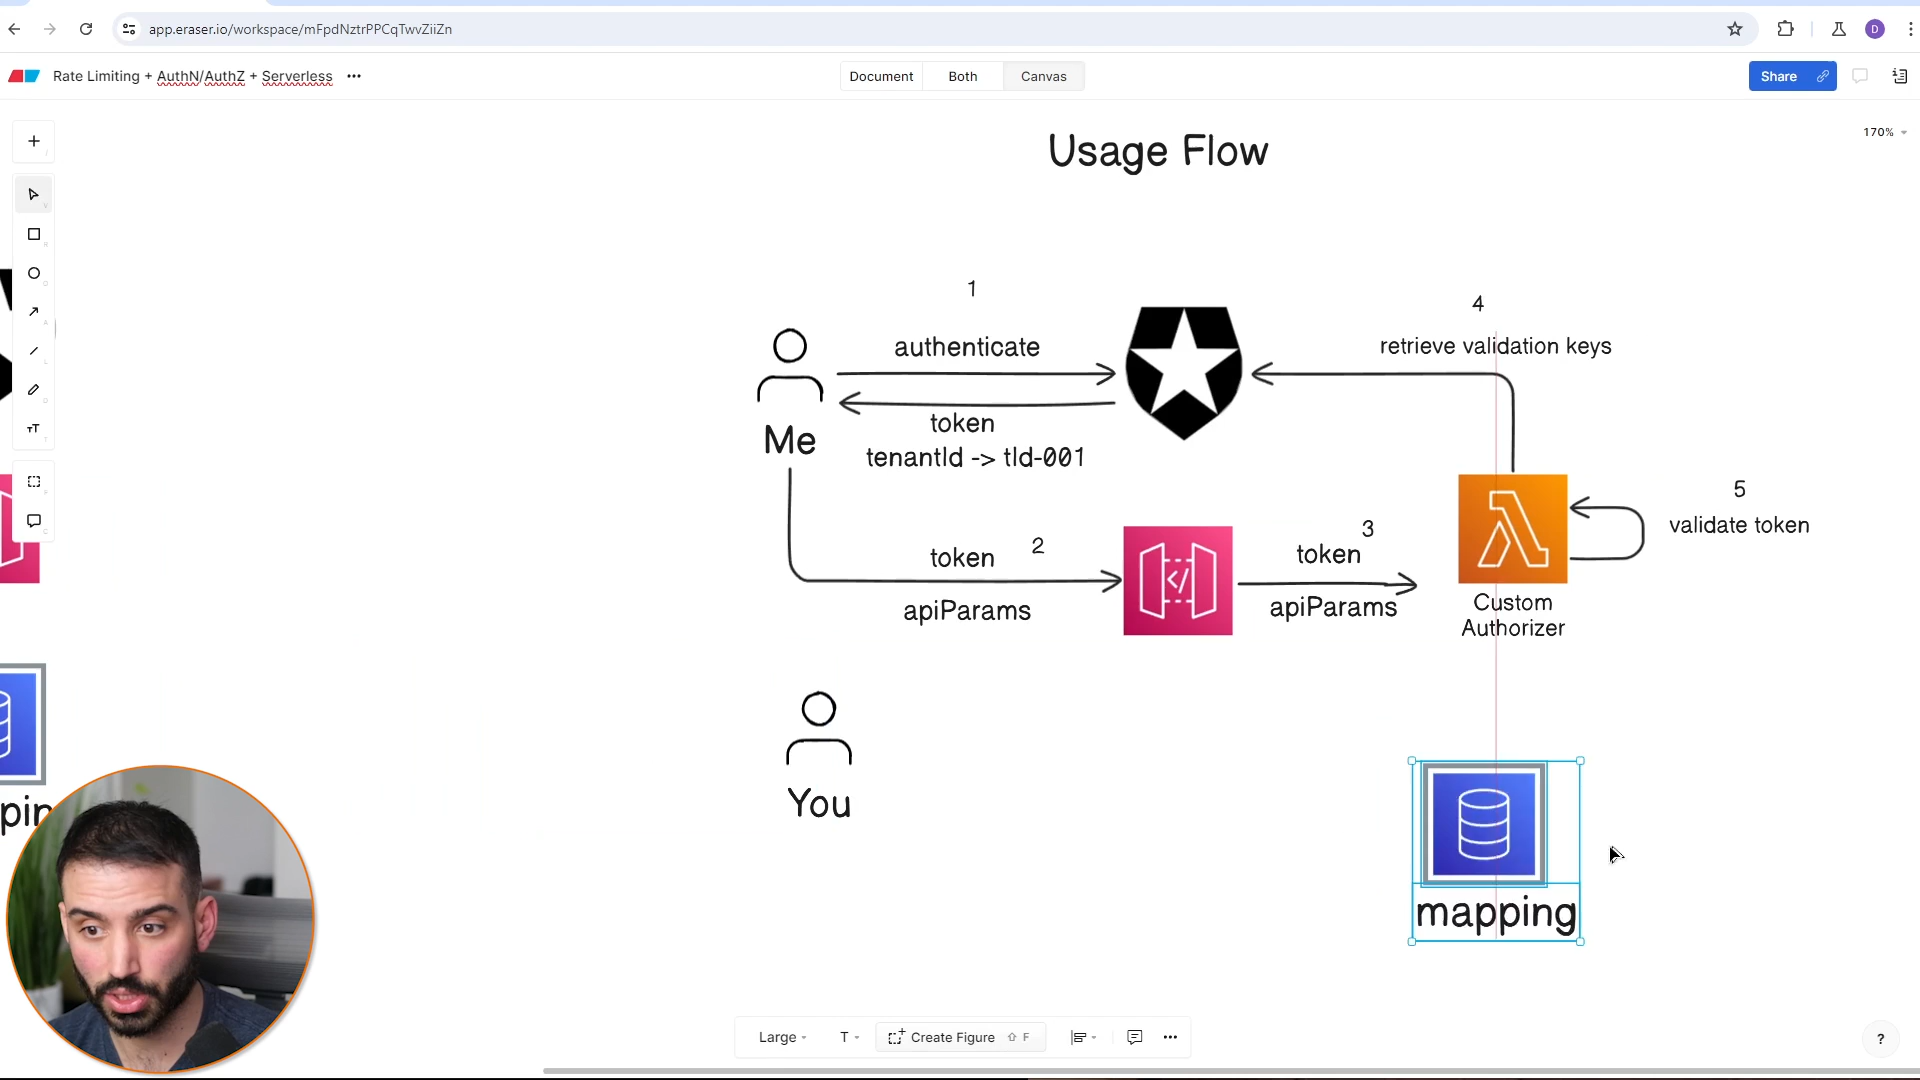 app.eraser.io/workspace/mFpdNztrPPCqTwvZiiZn
D
Rate Limiting + AuthN/AuthZ + Serverless
Document
Both
Canvas
Share
170%
Usage Flow
1
authenticate
token
tenantId -> tId-001
Me
4
retrieve validation keys
5
validate token
token
2
apiParams
3
token
apiParams
Custom
Authorizer
You
mapping
pin
Large
T
Create Figure
F
?